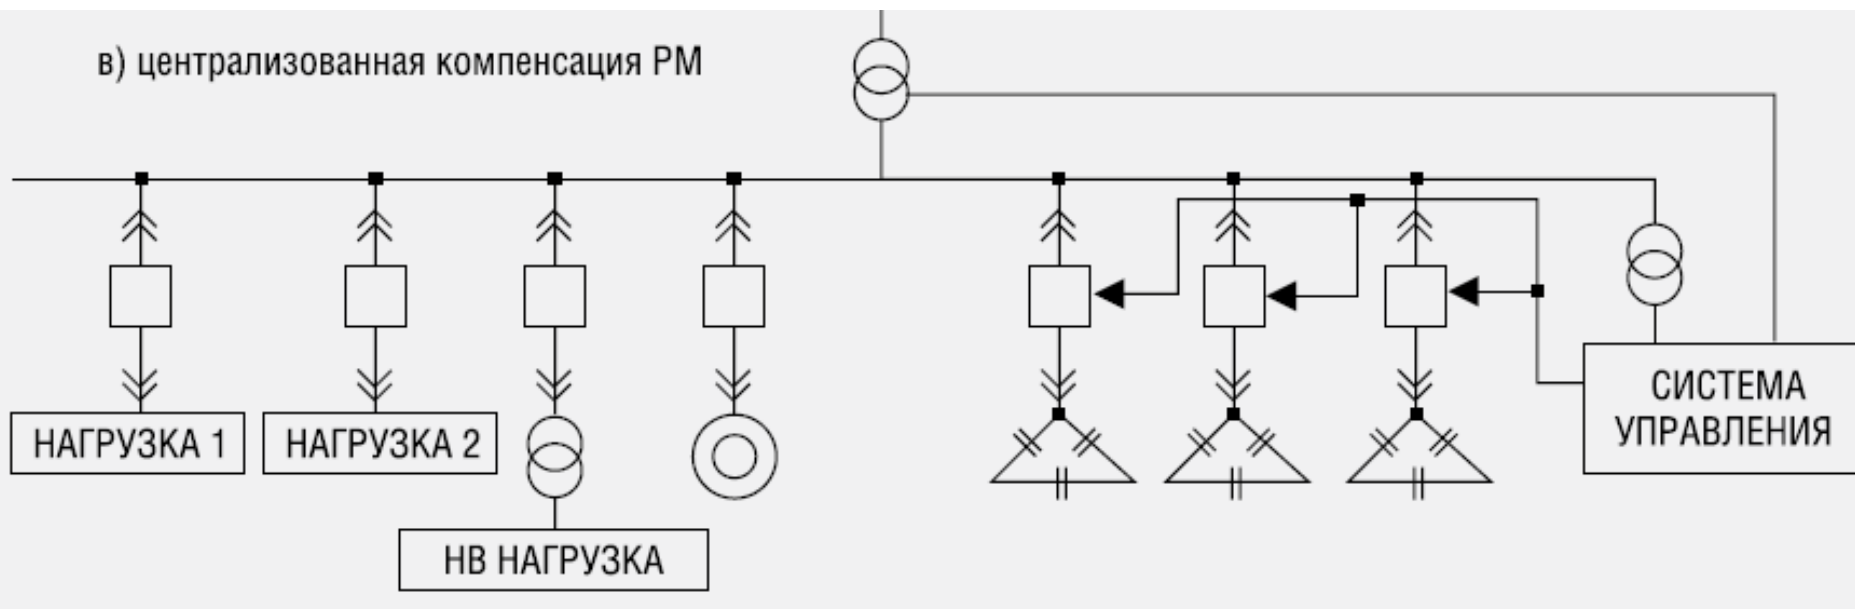 в) централизованная компенсация РМ
НАГРУЗКА 1
НАГРУЗКА 2
НВ НАГРУЗКА
СИСТЕМА
УПРАВЛЕНИЯ